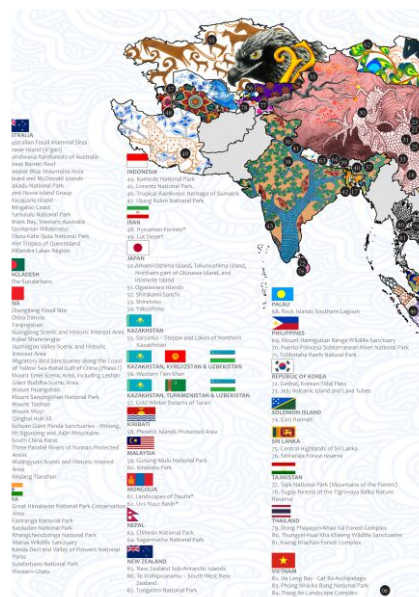 TRALIA
ustralian Fossil Mammal Sites
raser Island (K'gari)
ondwana Rainforests of Australia
reat Barrier Reef
reater Blue Mountains Area
eard and McDonald Islands
akadu National Park
ord Howe Island Group
acquarie Island
Ningaloo Coast
urnululu National Park
Shark Bay, Western Australia
Tasmanian Wilderness
Uluru-Kata Tjuta National Park
Wet Tropics of Queensland
Willandra Lakes Region
NGLADESH
The Sundarbans
INA
Chengjiang Fossil Site
China Danxia
Fanjingshan
Huanglong Scenic and Historic Interest Area
Hubei Shennongjia
Jiuzhaigou Valley Scenic and Historic
Interest Area
Migratory Bird Sanctuaries along the Coast
of Yellow Sea-Bohai Gulf of China (Phase I)
Mount Emei Scenic Area, including Leshan
Giant Buddha Scenic Area
Mount Huangshan
Mount Sanqingshan National Park
Mount Taishan
Mount Wuyi
Qinghai Hoh Xil
Sichuan Giant Panda Sanctuaries - Wolong,
Mt Siguniang and Jiajin Mountains
South China Karst
Three Parallel Rivers of Yunnan Protected
Areas
Wulingyuan Scenic and Historic Interest
Area
Xinjiang Tianshan
IA
Great Himalayan National Park Conservation
Area
Kaziranga National Park
Keoladeo National Park
Khangchendzonga National Park
Manas Wildlife Sanctuary
Nanda Devi and Valley of Flowers National
Parks
Sundarbans National Park
Western Ghats
INDONESIA
44. Komodo National Park
45. Lorentz National Park
46. Tropical Rainforest Heritage of Sumatra
47. Ujung Kulon National Park
IRAN
48. Hyrcanian Forests*
49. Lut Desert
JAPAN
50. Amami-Oshima Island, Tokunoshima Island,
Northern part of Okinawa Island, and
Iriomote Island
51. Ogasawara Islands
52. Shirakami-Sanchi
53. Shiretoko
54. Yakushima
KAZAKHSTAN
55. Saryarka - Steppe and Lakes of Northern
Kazakhstan
KAZAKHSTAN, KYRGYZSTAN & UZBEKISTAN
56. Western Tien-Shan
KAZAKHSTAN, TURKMENISTAN & UZBEKISTAN
57. Cold Winter Deserts of Turan
KIRIBATI
58. Phoenix Islands Protected Area
MALAYSIA
59. Gunung Mulu National Park
60. Kinabalu Park
MONGOLIA
61. Landscapes of Dauria*
62. Uvs Nuur Basin*
NEPAL
63. Chitwan National Park
64. Sagarmatha National Park
NEW ZEALAND
65. New Zealand Sub-Antarctic Islands
66. Te Wahipounamu - South West New
Zealand
67. Tongariro National Park
PALAU
68. Rock Islands Southern Lagoon
PHILIPPINES
69. Mount Hamiguitan Range Wildlife Sanctuary
70. Puerto-Princesa Subterranean River National Park
71. Tubbataha Reefs National Park
REPUBLIC OF KOREA
72. Getbol, Korean Tidal Flats
73. Jeju Volcanic Island and Lava Tubes
SOLOMON ISLAND
74. East Rennell
SRI LANKA
75. Central Highlands of Sri Lanka
76. Sinharaja Forest Reserve
TAJIKISTAN
77. Tajik National Park (Mountains of the Pamirs)
78. Tugay forests of the Tigrovaya Balka Nature
Reserve
THAILAND
79. Dong Phayayen-Khao Yai Forest Complex
80. Thungyai-Huai Kha Khaeng Wildlife Sanctuaries
81. Kaeng Krachan Forest Complex
VIETNAM
82. Ha Long Bay - Cat Ba Archipelago
83. Phong Nha-Ke Bang National Park
84. Trang An Landscape Complex
06